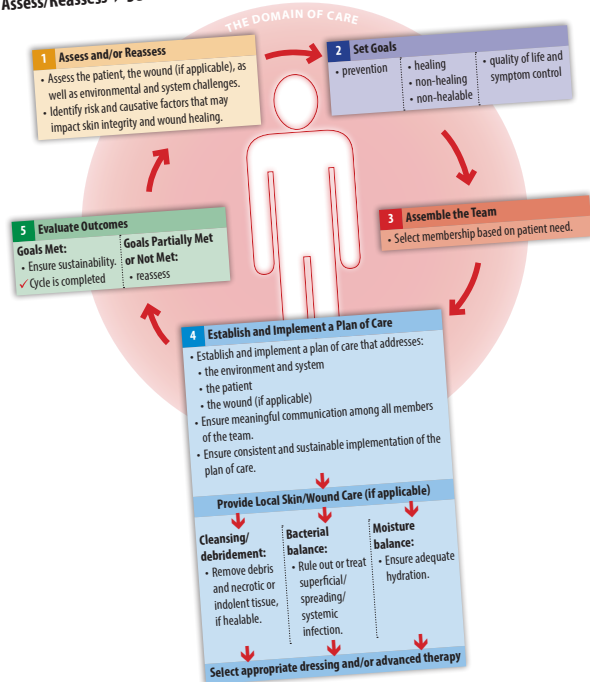 Assess/Reassess
THE DOMAIN OF CARE
1 Assess and/or Reassess
• Assess the patient, the wound (if applicable), as
well as environmental and system challenges.
• Identify risk and causative factors that may
impact skin integrity and wound healing.
2 Set Goals
• prevention
• healing
• non-healing
• non-healable
• quality of life and
symptom control
3 Assemble the Team
• Select membership based on patient need.
4 Establish and Implement a Plan of Care
• Establish and implement a plan of care that addresses:
• the environment and system
• the patient
• the wound (if applicable)
• Ensure meaningful communication among all members
of the team.
• Ensure consistent and sustainable implementation of the
plan of care.
Provide Local Skin/Wound Care (if applicable)
Cleansing/
debridement:
• Remove debris
and necrotic or
indolent tissue,
if healable.
Bacterial
balance:
• Rule out or treat
superficial/
spreading/
systemic
infection.
Moisture
balance:
• Ensure adequate
hydration.
Select appropriate dressing and/or advanced therapy
5 Evaluate Outcomes
Goals Met:
• Ensure sustainability.
✓ Cycle is completed
Goals Partially Met
or Not Met:
• reassess